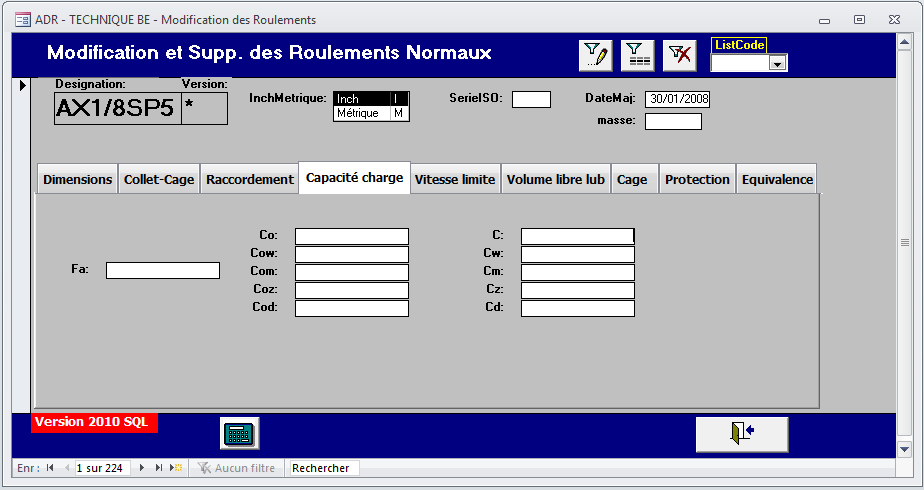 ADR - TECHNIQUE BE - Modification des Roulements
Modification et Supp. des Roulements Normaux
ListCode
Designation: Version:
AX1/8SP5 *
InchMetrique: Inch I
Métrique M
SerieISO:
DateMaj: 30/01/2008
masse:
Dimensions Collet-Cage Raccordement Capacité charge Vitesse limite Volume libre lub Cage Protection Equivalence
Co: C:
Cow: Cw:
Fa: Com: Cm:
Coz: Cz:
Cod: Cd:
Version 2010 SQL
Enr : 1 sur 224 Aucun filtre Rechercher